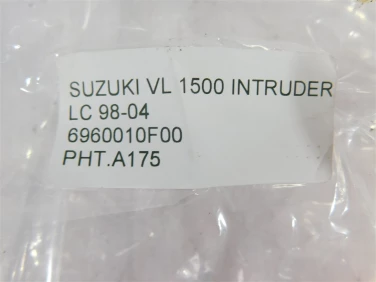 SUZUKI VL 1500 INTRUDER
LC 98-04
6960010F00
PHT.A175